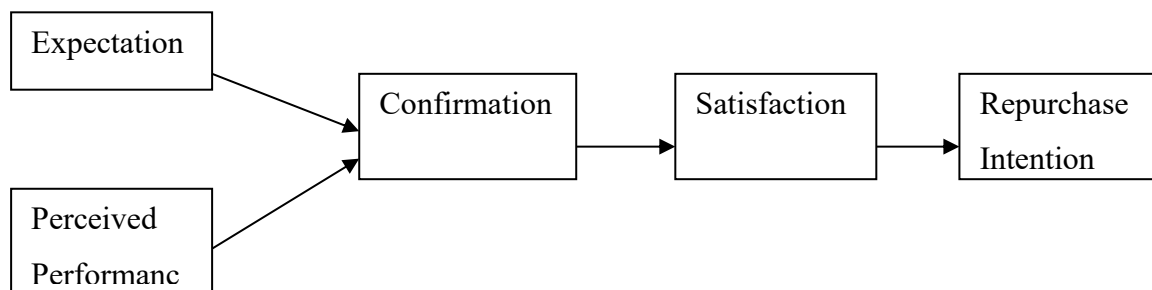 Expectation
Confirmation
Satisfaction
Repurchase
Intention
Perceived
Performanc